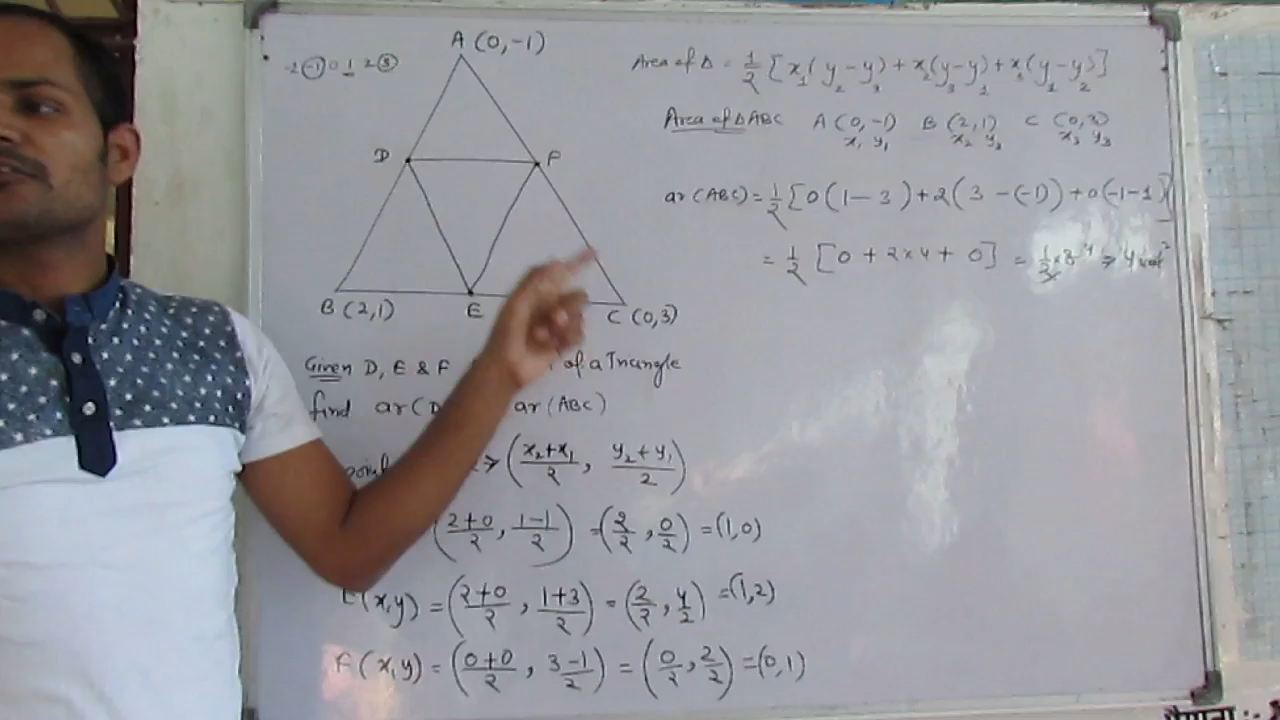 -2 -1 0 1 2 3
A (0,-1)
D F
B (2,1) E C (0,3)
Given D, E & F of a Triangle
find ar(D ar(ABC)
(x₂+x₁/2, y₂+y₁/2)
(2+0/2, 1-1/2) = (2/2, 0/2) = (1,0)
(x,y) = (2+0/2, 1+3/2) = (2/2, 4/2) = (1,2)
F(x,y) = (0+0/2, 3-1/2) = (0/2, 2/2) = (0,1)
Area of Δ = 1/2 [x₁(y₂-y₃)+x₂(y₃-y₁)+x₃(y₁-y₂)]
Area of ΔABC A(0,-1) B(2,1) C(0,3)
x₁ y₁ x₂ y₂ x₃ y₃
ar(ABC) = 1/2 [0(1-3)+2(3-(-1))+0(-1-1)]
= 1/2 [0+2×4+0] = 1/2 × 8 4 ⇒ 4 unit²